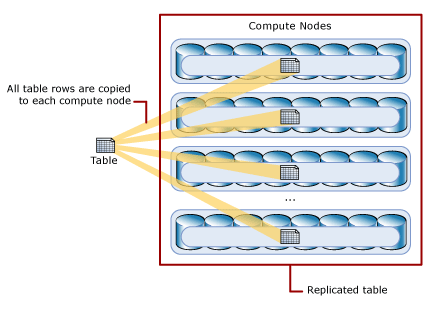 Compute Nodes
All table rows are copied
to each compute node
Table
...
Replicated table